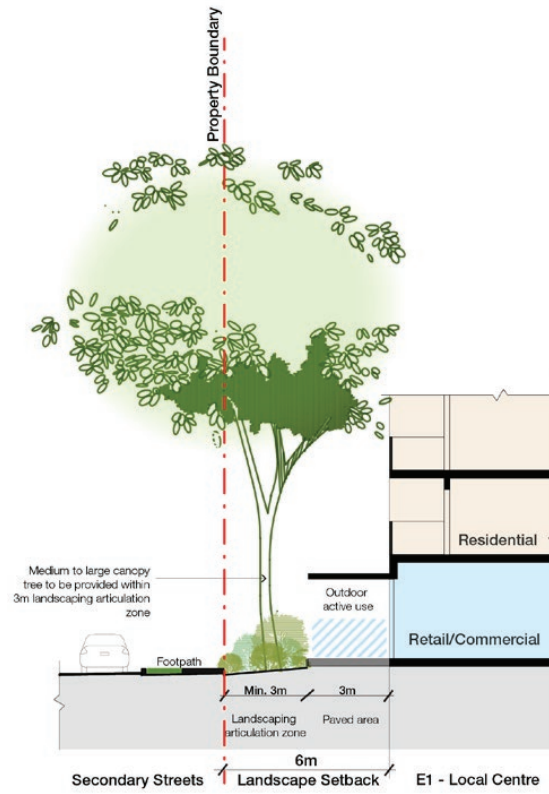 Property Boundary
Residential
Medium to large canopy
tree to be provided within
3m landscaping articulation
zone
Outdoor
active use
Retail/Commercial
Footpath
Min. 3m
3m
Landscaping
articulation zone
Paved area
6m
Secondary Streets
Landscape Setback
E1 - Local Centre